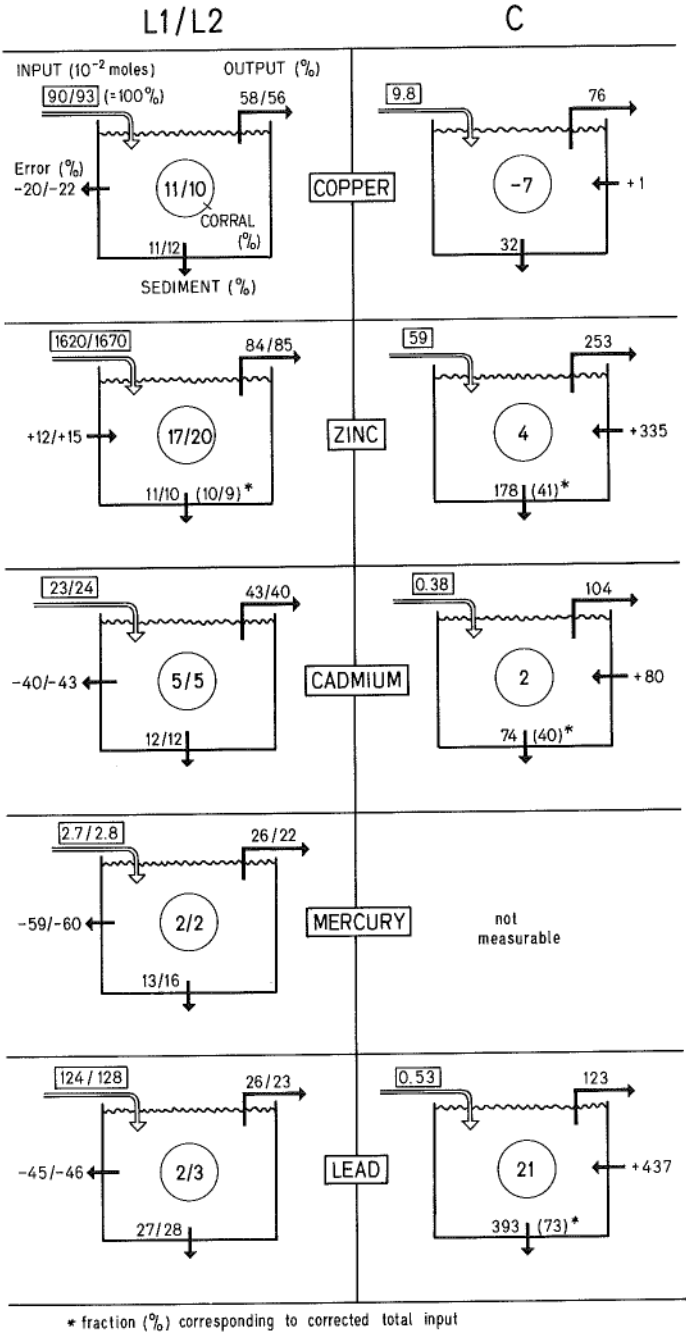 L1/L2 C
INPUT (10⁻² moles) OUTPUT (%)
90/93 (=100%) 58/56 9.8 76
Error (%)
-20/-22 11/10 COPPER -7 +1
CORRAL
(%)
11/12 32
SEDIMENT (%)
1620/1670 84/85 59 253
+12/+15 17/20 ZINC 4 +335
11/10 (10/9)* 178 (41)*
23/24 43/40 0.38 104
-40/-43 5/5 CADMIUM 2 +80
12/12 74 (40)*
2.7/2.8 26/22
-59/-60 2/2 MERCURY not
measurable
13/16
124/128 26/23 0.53 123
-45/-46 2/3 LEAD 21 +437
27/28 393 (73)*
* fraction (%) corresponding to corrected total input